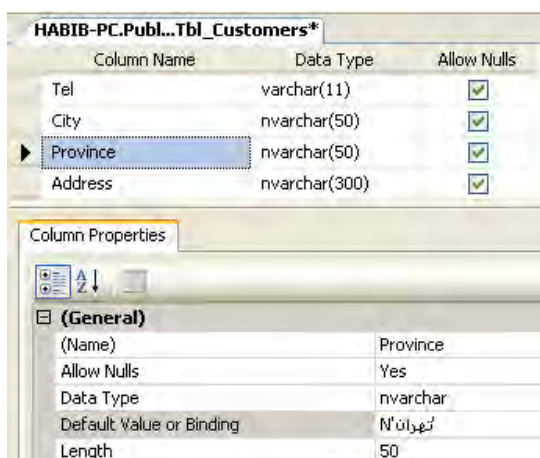 HABIB-PC.Publ...Tbl_Customers*
Column Name Data Type Allow Nulls
Tel varchar(11)
City nvarchar(50)
Province nvarchar(50)
Address nvarchar(300)
Column Properties
(General)
(Name) Province
Allow Nulls Yes
Data Type nvarchar
Default Value or Binding N'تهران'
Length 50